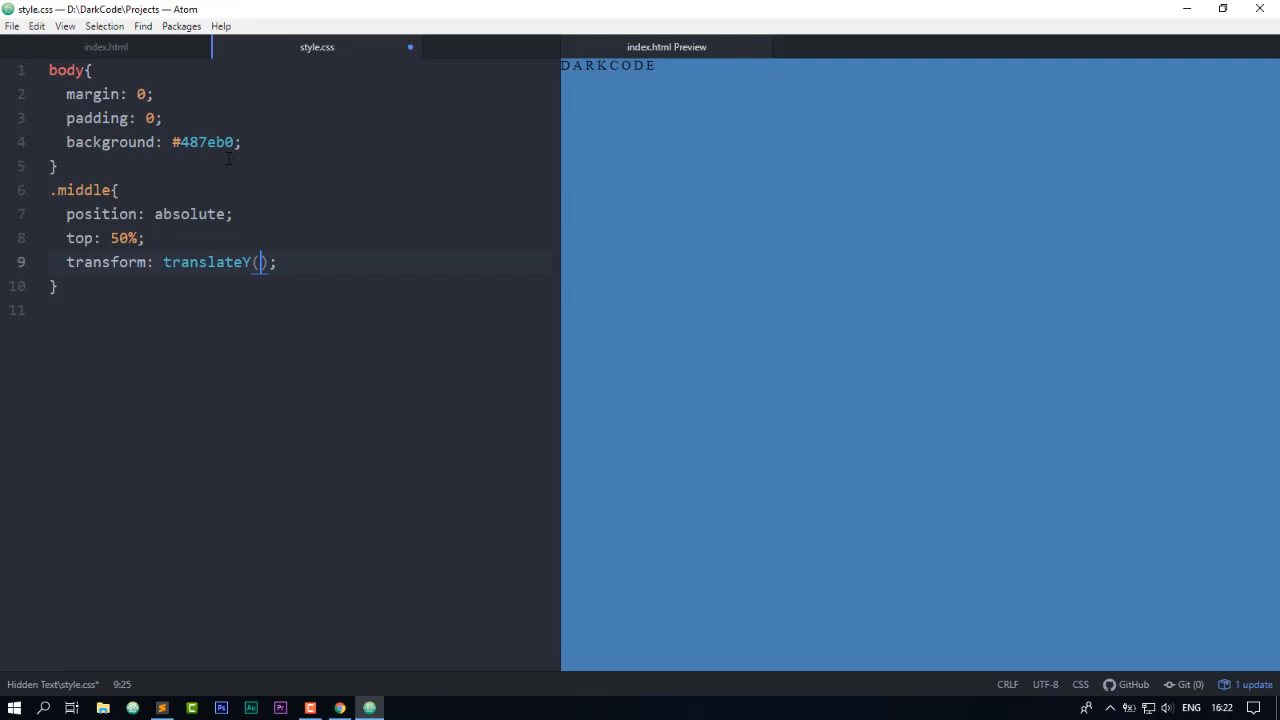 style.css — D:\DarkCode\Projects — Atom
File Edit View Selection Find Packages Help
index.html style.css index.html Preview
1 body{
2 margin: 0;
3 padding: 0;
4 background: #487eb0;
5 }
6 .middle{
7 position: absolute;
8 top: 50%;
9 transform: translateY();
10 }
11
D A R K C O D E
Hidden Text\style.css* 9:25 CRLF UTF-8 CSS GitHub Git (0) 1 update
Ps Au Pr ENG 16:22